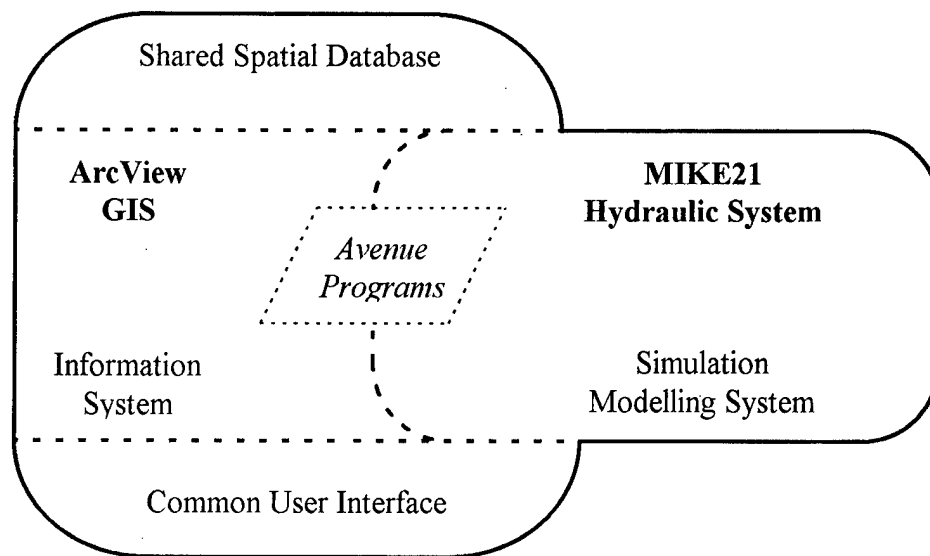 Shared Spatial Database
ArcView
GIS
MIKE21
Hydraulic System
Avenue
Programs
Information
System
Simulation
Modelling System
Common User Interface